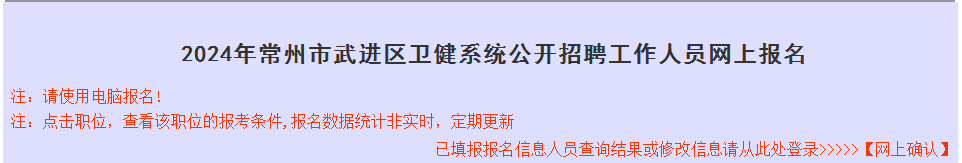 2024年常州市武进区卫健系统公开招聘工作人员网上报名
注：请使用电脑报名！
注：点击职位，查看该职位的报考条件,报名数据统计非实时，定期更新
已填报报名信息人员查询结果或修改信息请从此处登录>>>>>【网上确认】